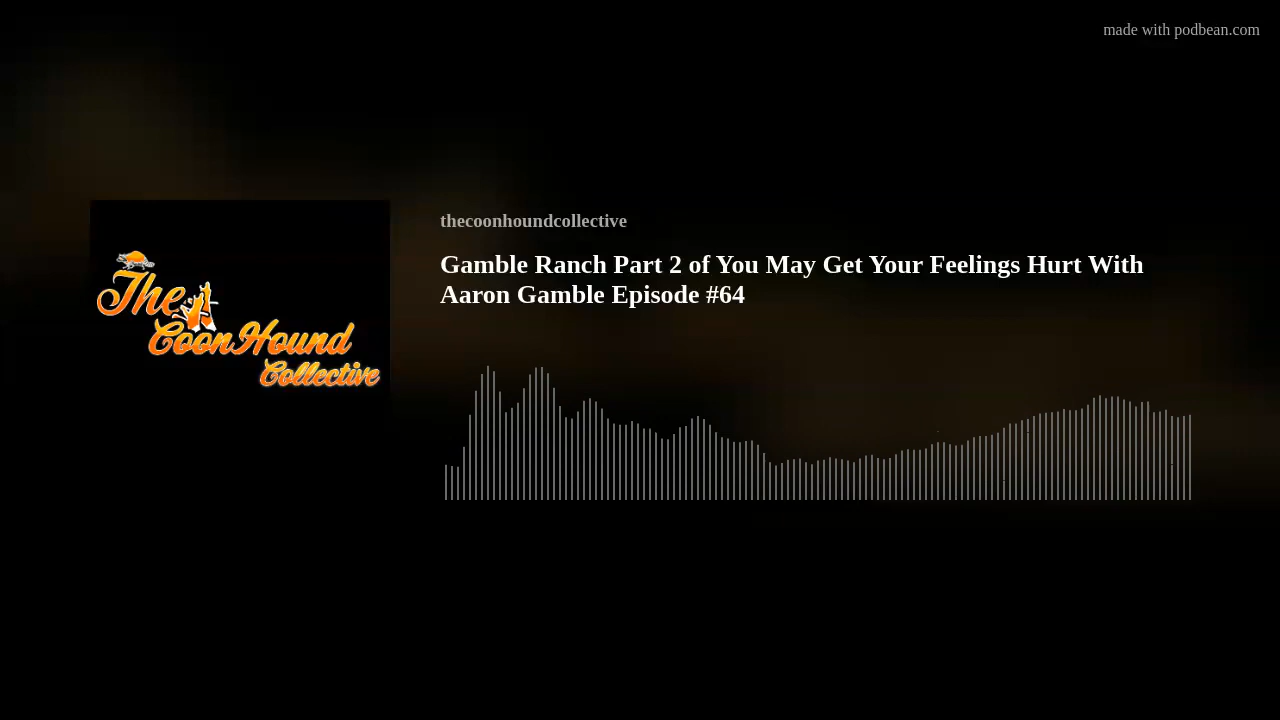 made with podbean.com
The
CoonHound
Collective
thecoonhoundcollective
Gamble Ranch Part 2 of You May Get Your Feelings Hurt With
Aaron Gamble Episode #64